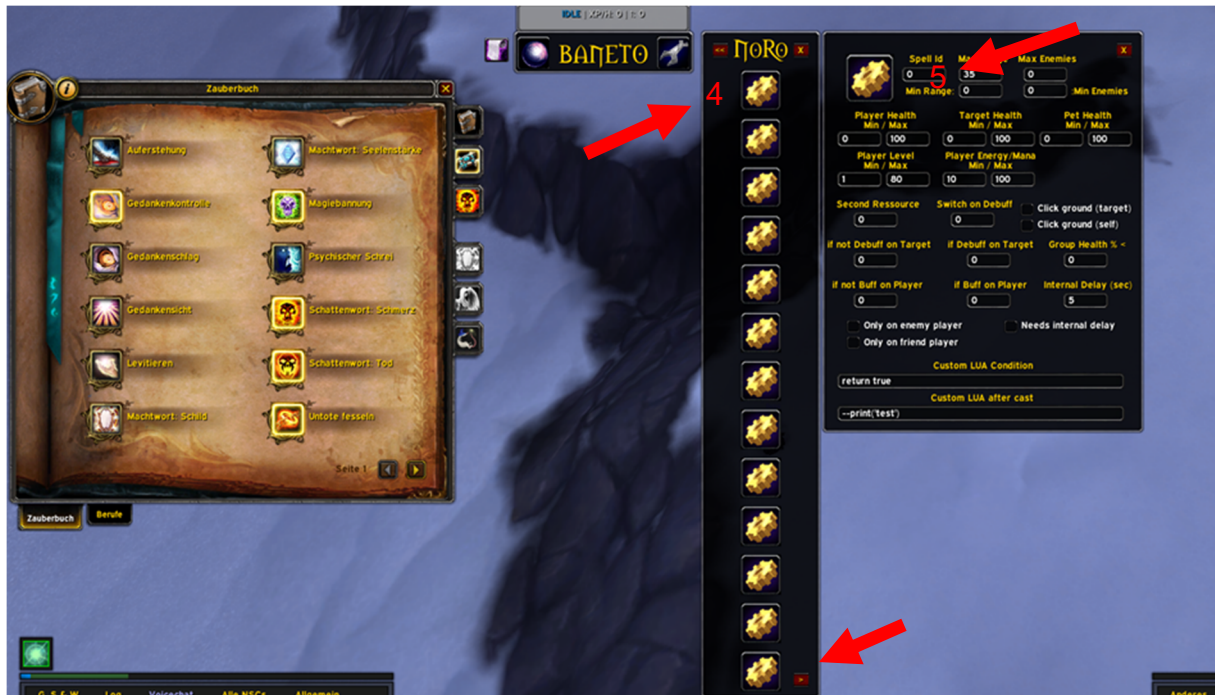 IDLE | XP/H: 0 | I: 0
BANETO
<< NORO x
4
Zauberbuch
i
Auferstehung
Machtwort: Seelenstärke
Gedankenkontrolle
Magiebannung
Gedankenschlag
Psychischer Schrei
Gedankensicht
Schattenwort: Schmerz
Levitieren
Schattenwort: Tod
Machtwort: Schild
Untote fesseln
Seite 1
Zauberbuch
Berufe
>
x
Spell Id
Max Enemies
0
5
35
0
Min Range:
0
0
:Min Enemies
Player Health
Min / Max
0
100
Target Health
Min / Max
0
100
Pet Health
Min / Max
0
100
Player Level
Min / Max
1
80
Player Energy/Mana
Min / Max
10
100
Second Ressource
0
Switch on Debuff
0
Click ground (target)
Click ground (self)
if not Debuff on Target
0
if Debuff on Target
0
Group Health % <
0
if not Buff on Player
0
if Buff on Player
0
Internal Delay (sec)
5
Only on enemy player
Needs internal delay
Only on friend player
Custom LUA Condition
return true
Custom LUA after cast
--print('test')
Log
Voicechat
Alle NSCs
Allgemein
Anderes